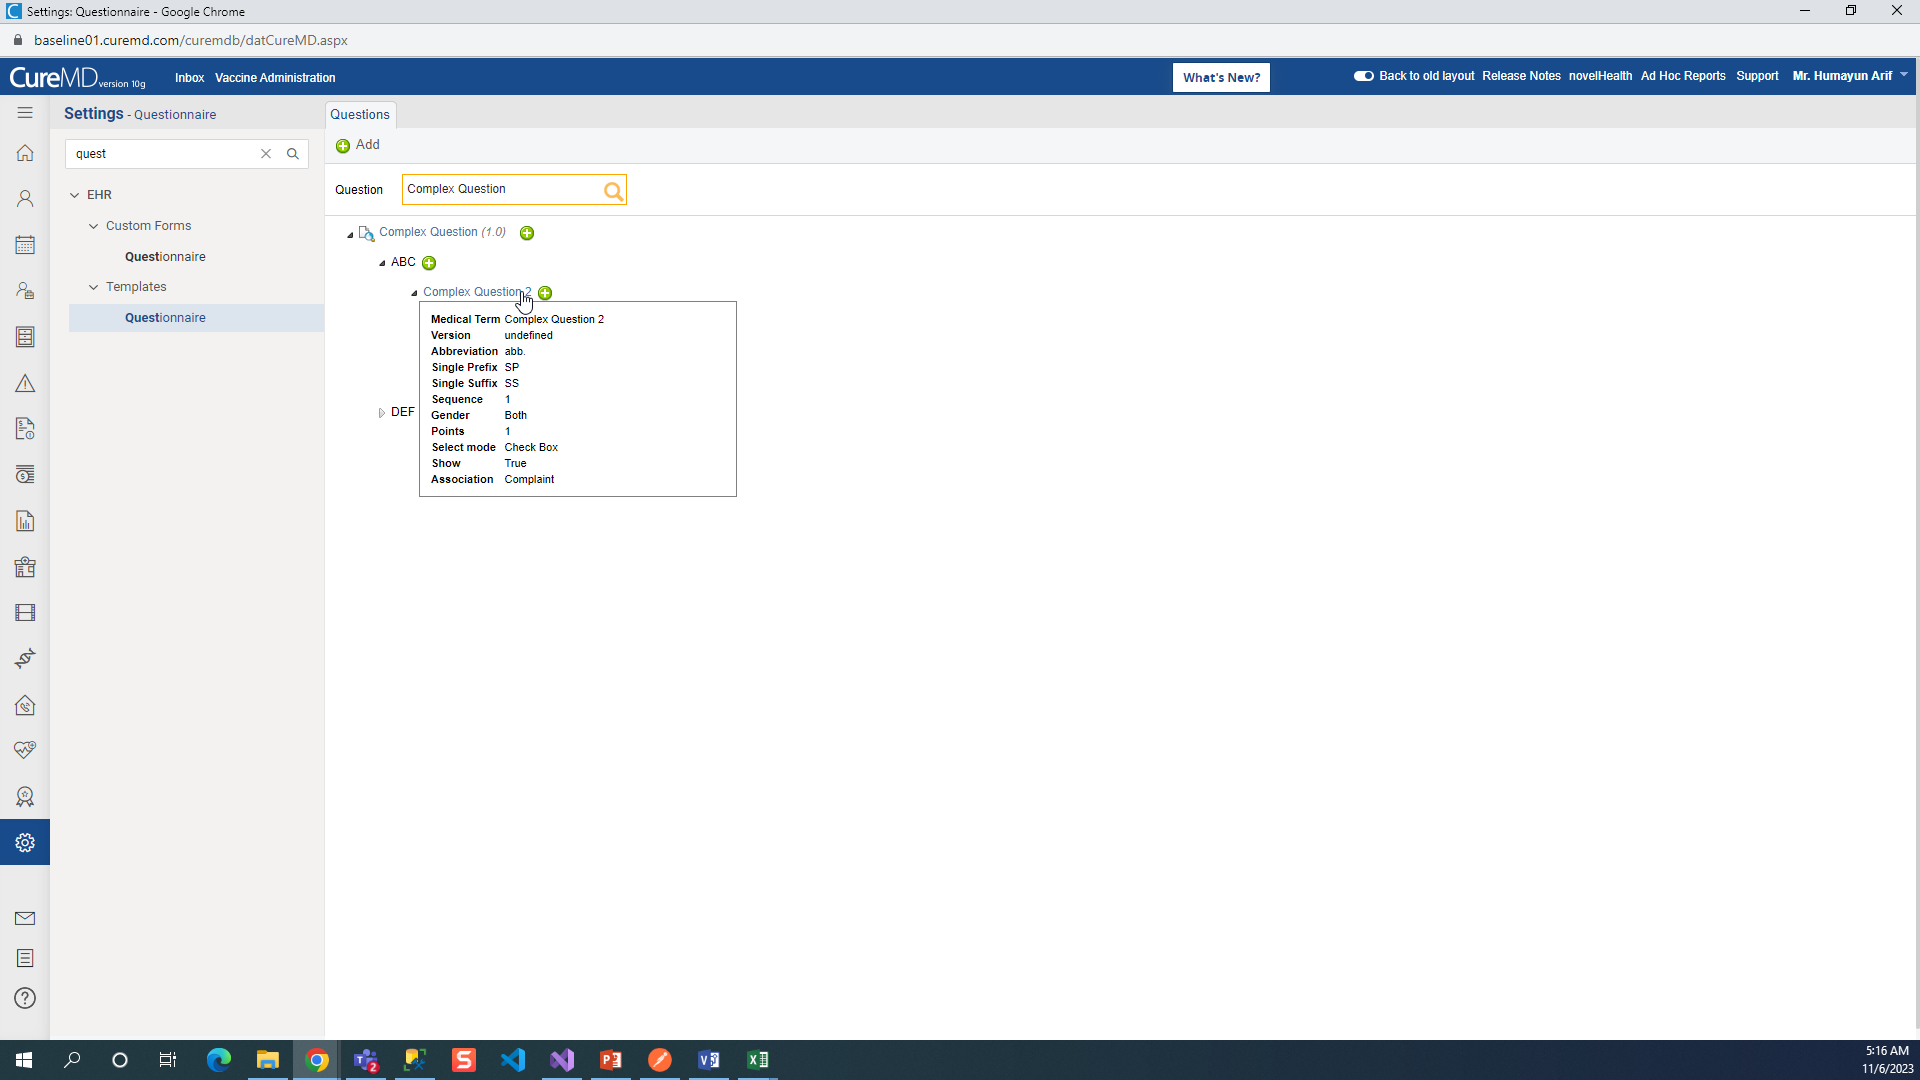 Settings: Questionnaire - Google Chrome
baseline01.curemd.com/curemdb/datCureMD.aspx
CureMD version 10g
Inbox Vaccine Administration
What's New?
Back to old layout Release Notes novelHealth Ad Hoc Reports Support Mr. Humayun Arif
Settings - Questionnaire
Questions
quest
Add
EHR
Custom Forms
Questionnaire
Templates
Questionnaire
Question Complex Question
Complex Question (1.0)
ABC
Complex Question 2
Medical Term Complex Question 2
Version undefined
Abbreviation abb.
Single Prefix SP
Single Suffix SS
Sequence 1
Gender Both
Points 1
Select mode Check Box
Show True
Association Complaint
DEF
5:16 AM
11/6/2023